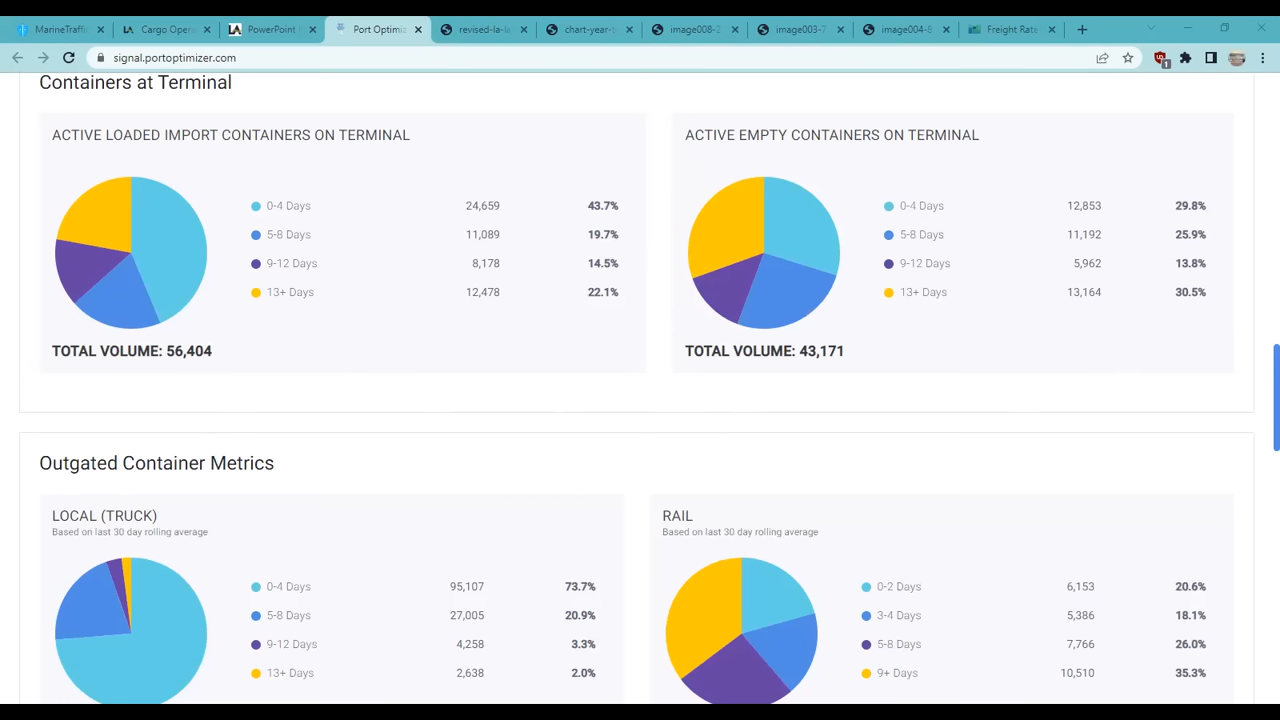 MarineTraffi
Cargo Oper
PowerPoint
Port Optimiz
revised-la-la
chart-year-t
image008-2
image003-7
image004-8
Freight Rate
signal.portoptimizer.com
1
Containers at Terminal
ACTIVE LOADED IMPORT CONTAINERS ON TERMINAL
0-4 Days 24,659 43.7%
5-8 Days 11,089 19.7%
9-12 Days 8,178 14.5%
13+ Days 12,478 22.1%
TOTAL VOLUME: 56,404
ACTIVE EMPTY CONTAINERS ON TERMINAL
0-4 Days 12,853 29.8%
5-8 Days 11,192 25.9%
9-12 Days 5,962 13.8%
13+ Days 13,164 30.5%
TOTAL VOLUME: 43,171
Outgated Container Metrics
LOCAL (TRUCK)
Based on last 30 day rolling average
0-4 Days 95,107 73.7%
5-8 Days 27,005 20.9%
9-12 Days 4,258 3.3%
13+ Days 2,638 2.0%
RAIL
Based on last 30 day rolling average
0-2 Days 6,153 20.6%
3-4 Days 5,386 18.1%
5-8 Days 7,766 26.0%
9+ Days 10,510 35.3%